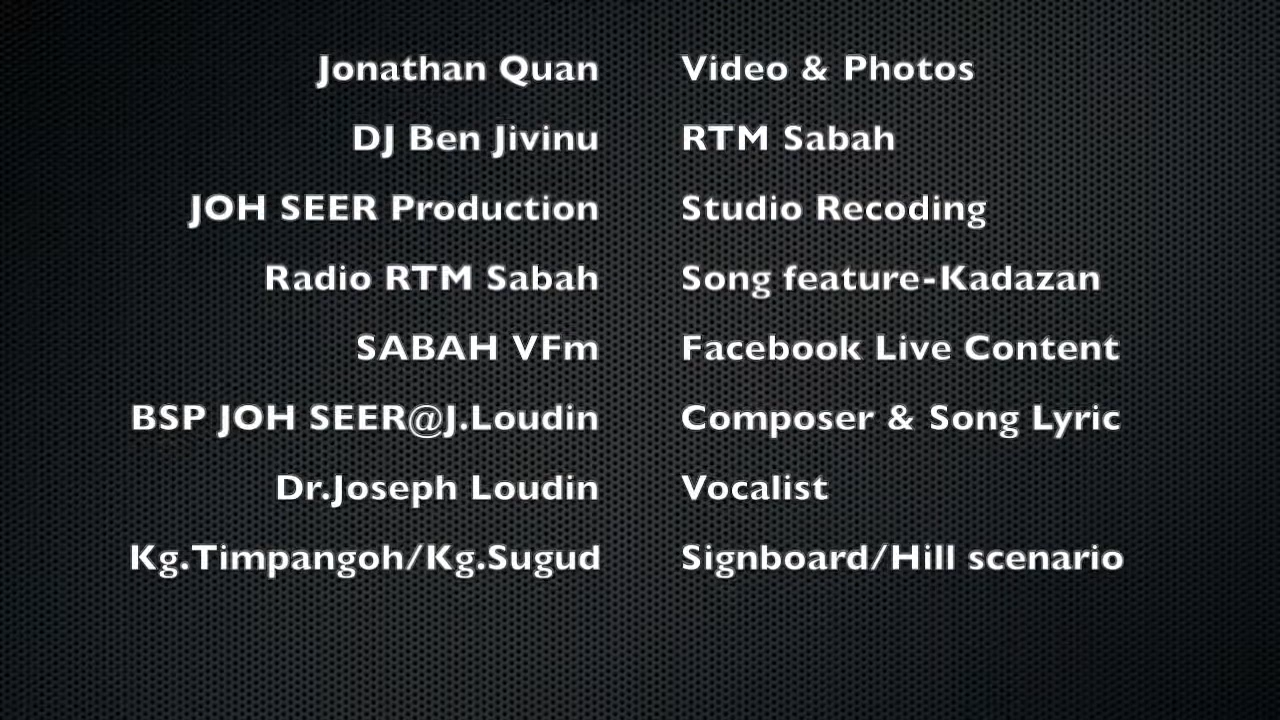 Jonathan Quan Video & Photos
DJ Ben Jivinu RTM Sabah
JOH SEER Production Studio Recoding
Radio RTM Sabah Song feature-Kadazan
SABAH VFm Facebook Live Content
BSP JOH SEER@J.Loudin Composer & Song Lyric
Dr.Joseph Loudin Vocalist
Kg.Timpangoh/Kg.Sugud Signboard/Hill scenario